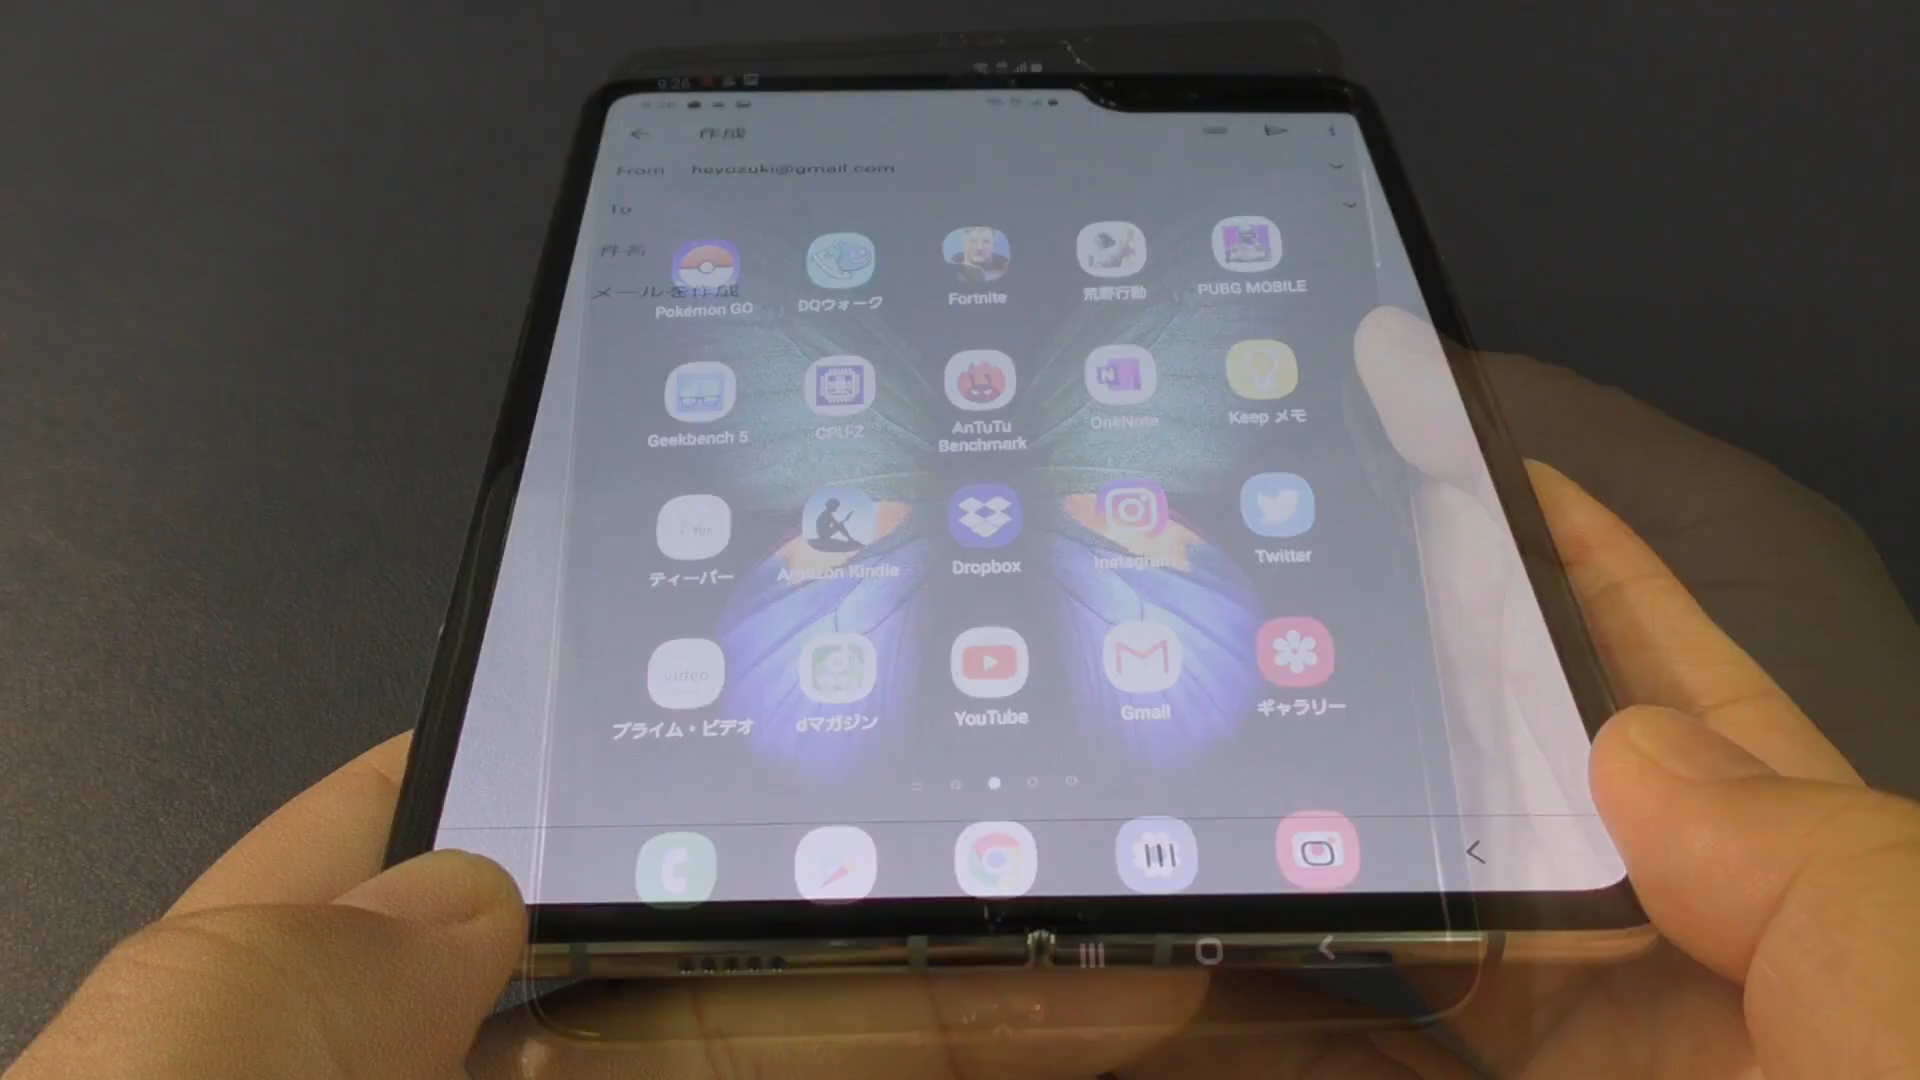 9:26
作成
From heyozuki@gmail.com
To
件名
メールを作成
Pokémon GO
DQウォーク
Fortnite
荒野行動
PUBG MOBILE
Geekbench 5
CPU-Z
AnTuTu
Benchmark
OneNote
Keep メモ
ティーバー
Amazon Kindle
Dropbox
Instagram
Twitter
video
プライム・ビデオ
dマガジン
YouTube
Gmail
ギャラリー